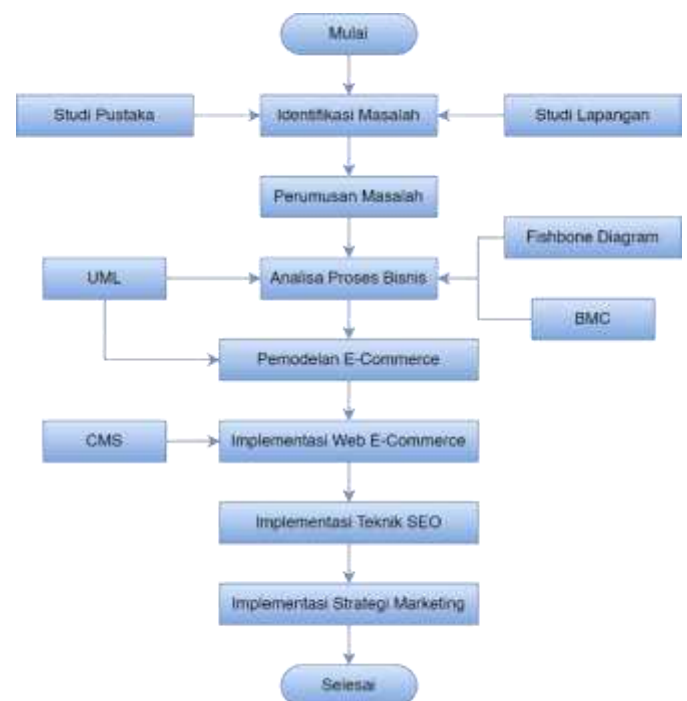 Mulai
Studi Pustaka
Identifikasi Masalah
Studi Lapangan
Perumusan Masalah
Fishbone Diagram
UML
Analisa Proses Bisnis
BMC
Pemodelan E-Commerce
CMS
Implementasi Web E-Commerce
Implementasi Teknik SEO
Implementasi Strategi Marketing
Selesai